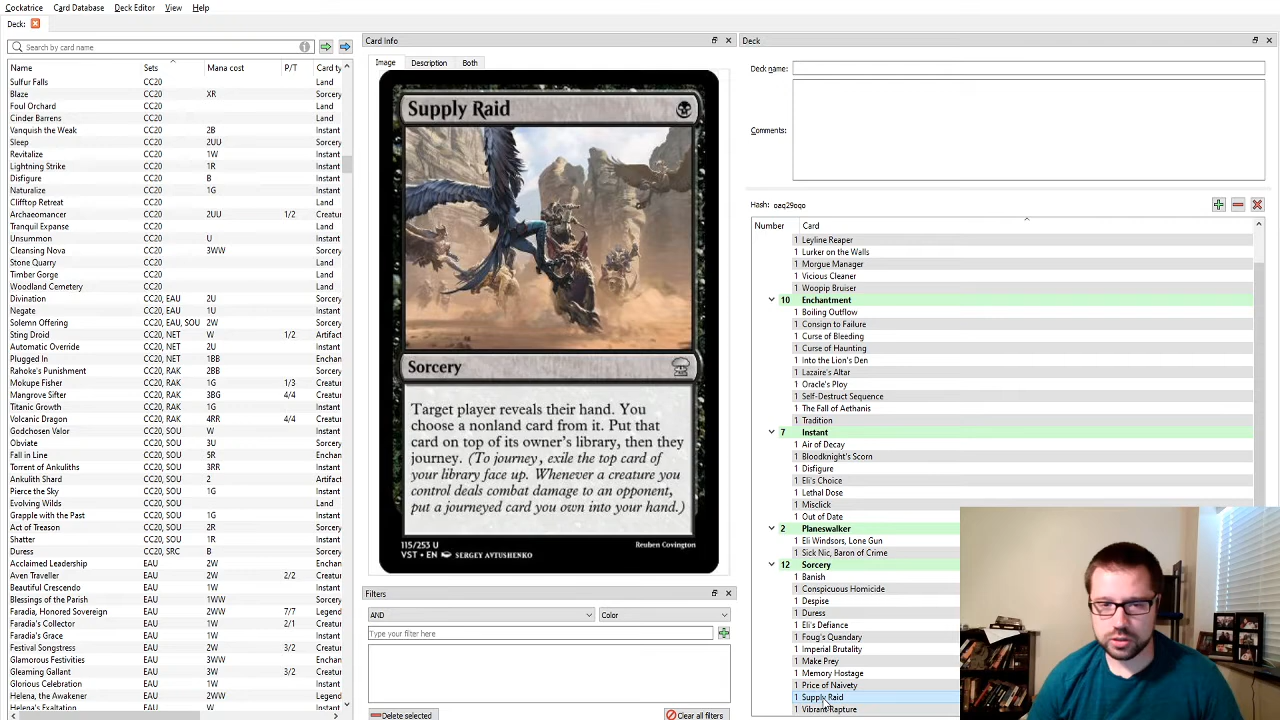 Cockatrice Card Database Deck Editor View Help
Deck:
Search by card name
Name Sets Mana cost P/T Card ty
Sulfur Falls CC20 Land
Blaze CC20 XR Sorcery
Foul Orchard CC20 Land
Cinder Barrens CC20 Land
Vanquish the Weak CC20 2B Instant
Sleep CC20 2UU Sorcery
Revitalize CC20 1W Instant
Lightning Strike CC20 1R Instant
Disfigure CC20 B Instant
Naturalize CC20 1G Instant
Clifftop Retreat CC20 Land
Archaeomancer CC20 2UU 1/2 Creatur
Tranquil Expanse CC20 Land
Unsummon CC20 U Instant
Cleansing Nova CC20 3WW Sorcery
Stone Quarry CC20 Land
Timber Gorge CC20 Land
Woodland Cemetery CC20 Land
Divination CC20, EAU 2U Sorcery
Negate CC20, EAU 1U Instant
Solemn Offering CC20, EAU, SOU 2W Sorcery
Sting Droid CC20, NET W 1/2 Artifact
Automatic Override CC20, NET 2U Instant
Plugged In CC20, NET 1BB Enchan
Rahoke's Punishment CC20, RAK 2BB Sorcery
Mokupe Fisher CC20, RAK 1G 1/3 Creatur
Mangrove Sifter CC20, RAK 3BG 4/4 Creatur
Titanic Growth CC20, RAK 1G Instant
Volcanic Dragon CC20, RAK 4RR 4/4 Creatur
Godchosen Valor CC20, SOU W Instant
Obviate CC20, SOU 3U Instant
Fall in Line CC20, SOU 5R Sorcery
Torrent of Ankuliths CC20, SOU 3RR Instant
Ankulith Shard CC20, SOU 2 Artifact
Pierce the Sky CC20, SOU 1G Instant
Evolving Wilds CC20, SOU Land
Grapple with the Past CC20, SOU 1G Instant
Act of Treason CC20, SOU 2R Sorcery
Shatter CC20, SOU 1R Instant
Duress CC20, SRC B Sorcery
Acclaimed Leadership EAU 2W Enchan
Aven Traveller EAU 2W 2/2 Creatur
Beautiful Crescendo EAU 1W Instant
Blessings of the Parish EAU 1WW Instant
Faradia, Honored Sovereign EAU 2WW 7/7 Legend
Faradia's Collector EAU 2W 2/1 Creatur
Faradia's Grace EAU 1W Instant
Festival Songstress EAU 2W 3/2 Creatur
Glamorous Festivities EAU 3WW Enchan
Gleaming Gallant EAU 3W Creatur
Glorious Celebration EAU 1W Instant
Helena, the Awakener EAU 2WW Legend
Helena's Exaltation EAU 2W Enchan
Card Info
Image Description Both
Supply Raid
Sorcery
Target player reveals their hand. You
choose a nonland card from it. Put that
card on top of its owner's library, then they
journey. (To journey, exile the top card of
your library face up. Whenever a creature you
control deals combat damage to an opponent,
put a journeyed card you own into your hand.)
115/253 U
VST • EN SERGEY AVTUSHENKO
Reuben Covington
Filters
AND Color
Type your filter here
Delete selected Clear all filters
Deck
Deck name:
Comments:
Hash: oaq29oqo
Number Card
1 Leyline Reaper
1 Lurker on the Walls
1 Morgue Manager
1 Vicious Cleaner
1 Woopip Bruiser
10 Enchantment
1 Boiling Outflow
1 Consign to Failure
1 Curse of Bleeding
1 Curse of Haunting
1 Into the Lion's Den
1 Lazaire's Altar
1 Oracle's Ploy
1 Self-Destruct Sequence
1 The Fall of Aethanis
1 Tradition
7 Instant
1 Air of Decay
1 Bloodknight's Scorn
1 Disfigure
1 Eli's Choice
1 Lethal Dose
1 Misclick
1 Out of Date
2 Planeswalker
1 Eli Windsors, Lone Gun
1 Sick Nic, Baron of Crime
12 Sorcery
1 Banish
1 Conspicuous Homicide
1 Despise
1 Duress
1 Eli's Defiance
1 Foug's Quandary
1 Imperial Brutality
1 Make Prey
1 Memory Hostage
1 Price of Naivety
1 Supply Raid
1 Vibrant Rapture